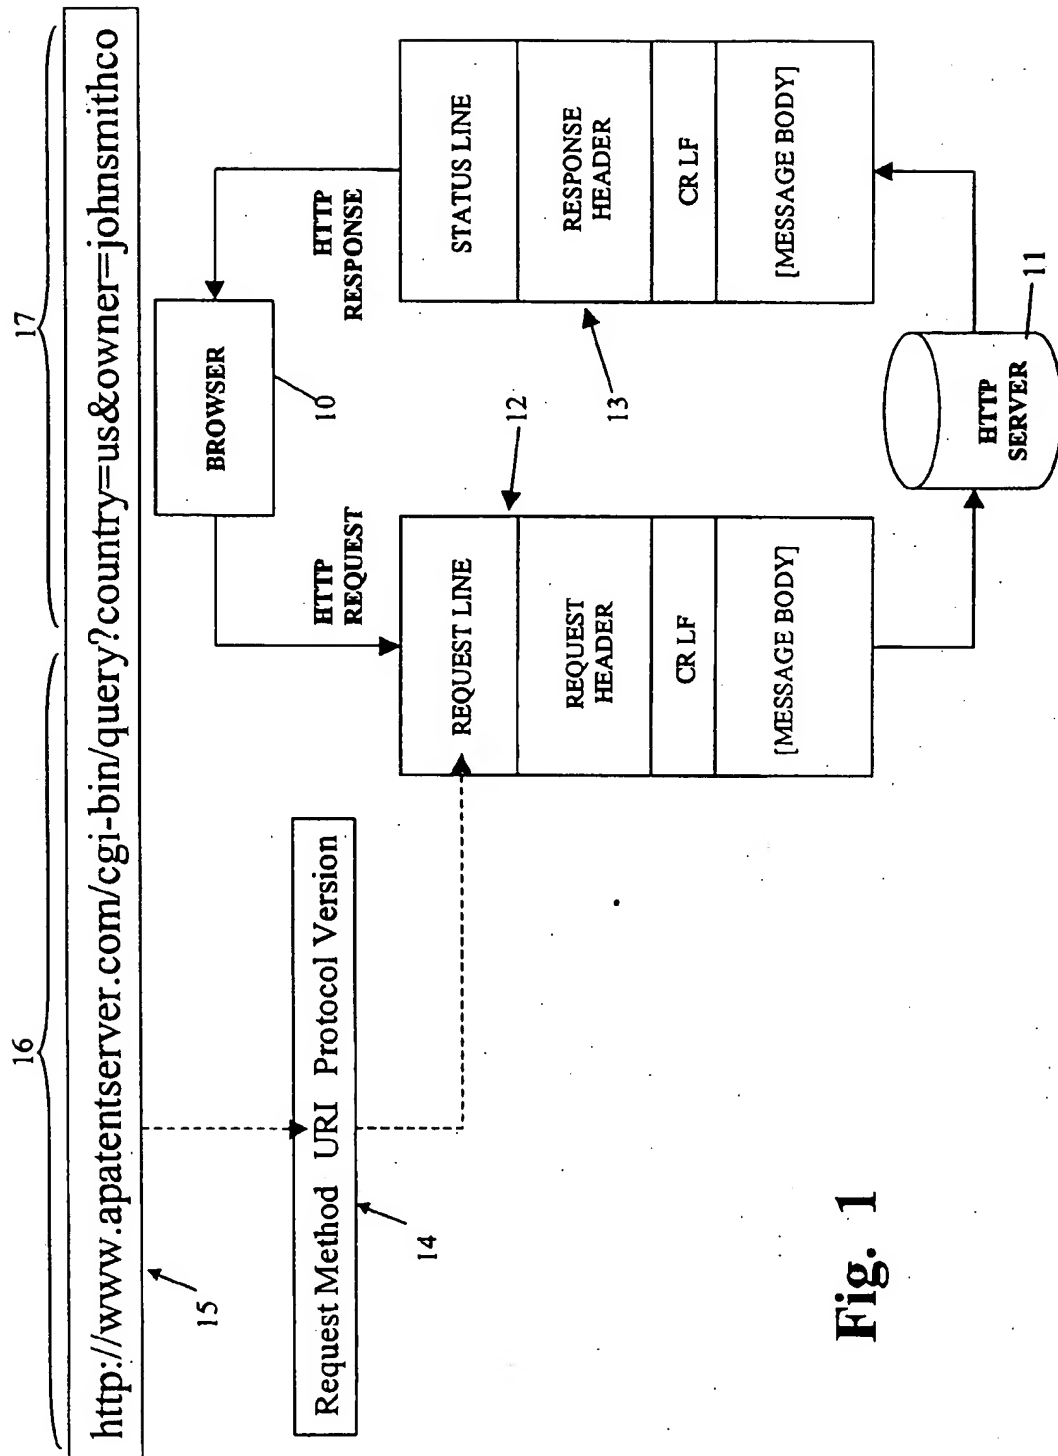 16
17
http://www.apatentserver.com/cgi-bin/query?country=us&owner=johnsmithco
15
Request Method URI Protocol Version
14
BROWSER
10
HTTP
REQUEST
HTTP
RESPONSE
12
REQUEST LINE
REQUEST
HEADER
CR LF
[MESSAGE BODY]
13
STATUS LINE
RESPONSE
HEADER
CR LF
[MESSAGE BODY]
HTTP
SERVER
11
Fig. 1